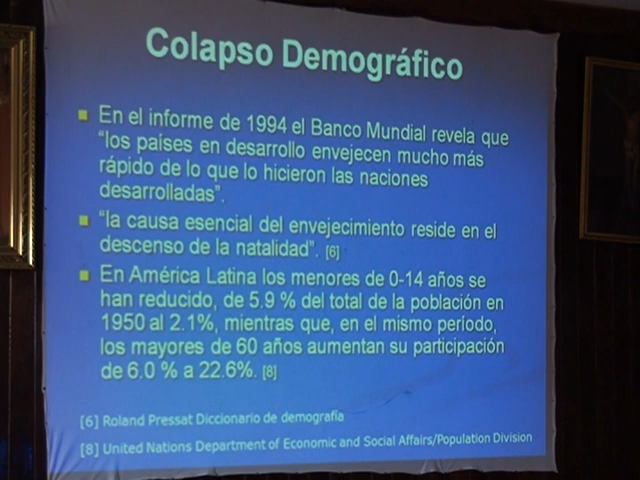 Colapso Demográfico
En el informe de 1994 el Banco Mundial revela que
"los países en desarrollo envejecen mucho más
rápido de lo que lo hicieron las naciones
desarrolladas".
"la causa esencial del envejecimiento reside en el
descenso de la natalidad". [6]
En América Latina los menores de 0-14 años se
han reducido, de 5.9 % del total de la población en
1950 al 2.1%, mientras que, en el mismo período,
los mayores de 60 años aumentan su participación
de 6.0 % a 22.6%. [8]
[6] Roland Pressat Diccionario de demografía
[8] United Nations Department of Economic and Social Affairs/Population Division